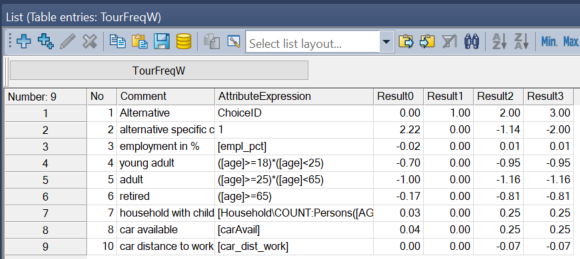 List (Table entries: TourFreqW)
Select list layout... Min. Max
TourFreqW
Number: 9 No Comment AttributeExpression Result0 Result1 Result2 Result3
1 1 Alternative ChoiceID 0.00 1.00 2.00 3.00
2 2 alternative specific c 1 2.22 0.00 -1.14 -2.00
3 3 employment in % [empl_pct] -0.02 0.00 0.01 0.01
4 4 young adult ([age]>=18)*([age]<25) -0.70 0.00 -0.95 -0.95
5 5 adult ([age]>=25)*([age]<65) -1.00 0.00 -1.16 -1.16
6 6 retired ([age]>=65) -0.17 0.00 -0.81 -0.81
7 7 household with child [Household\COUNT:Persons([AG 0.03 0.00 0.25 0.25
8 8 car available [carAvail] 0.04 0.00 0.25 0.25
9 10 car distance to work [car_dist_work] 0.00 0.00 -0.07 -0.07